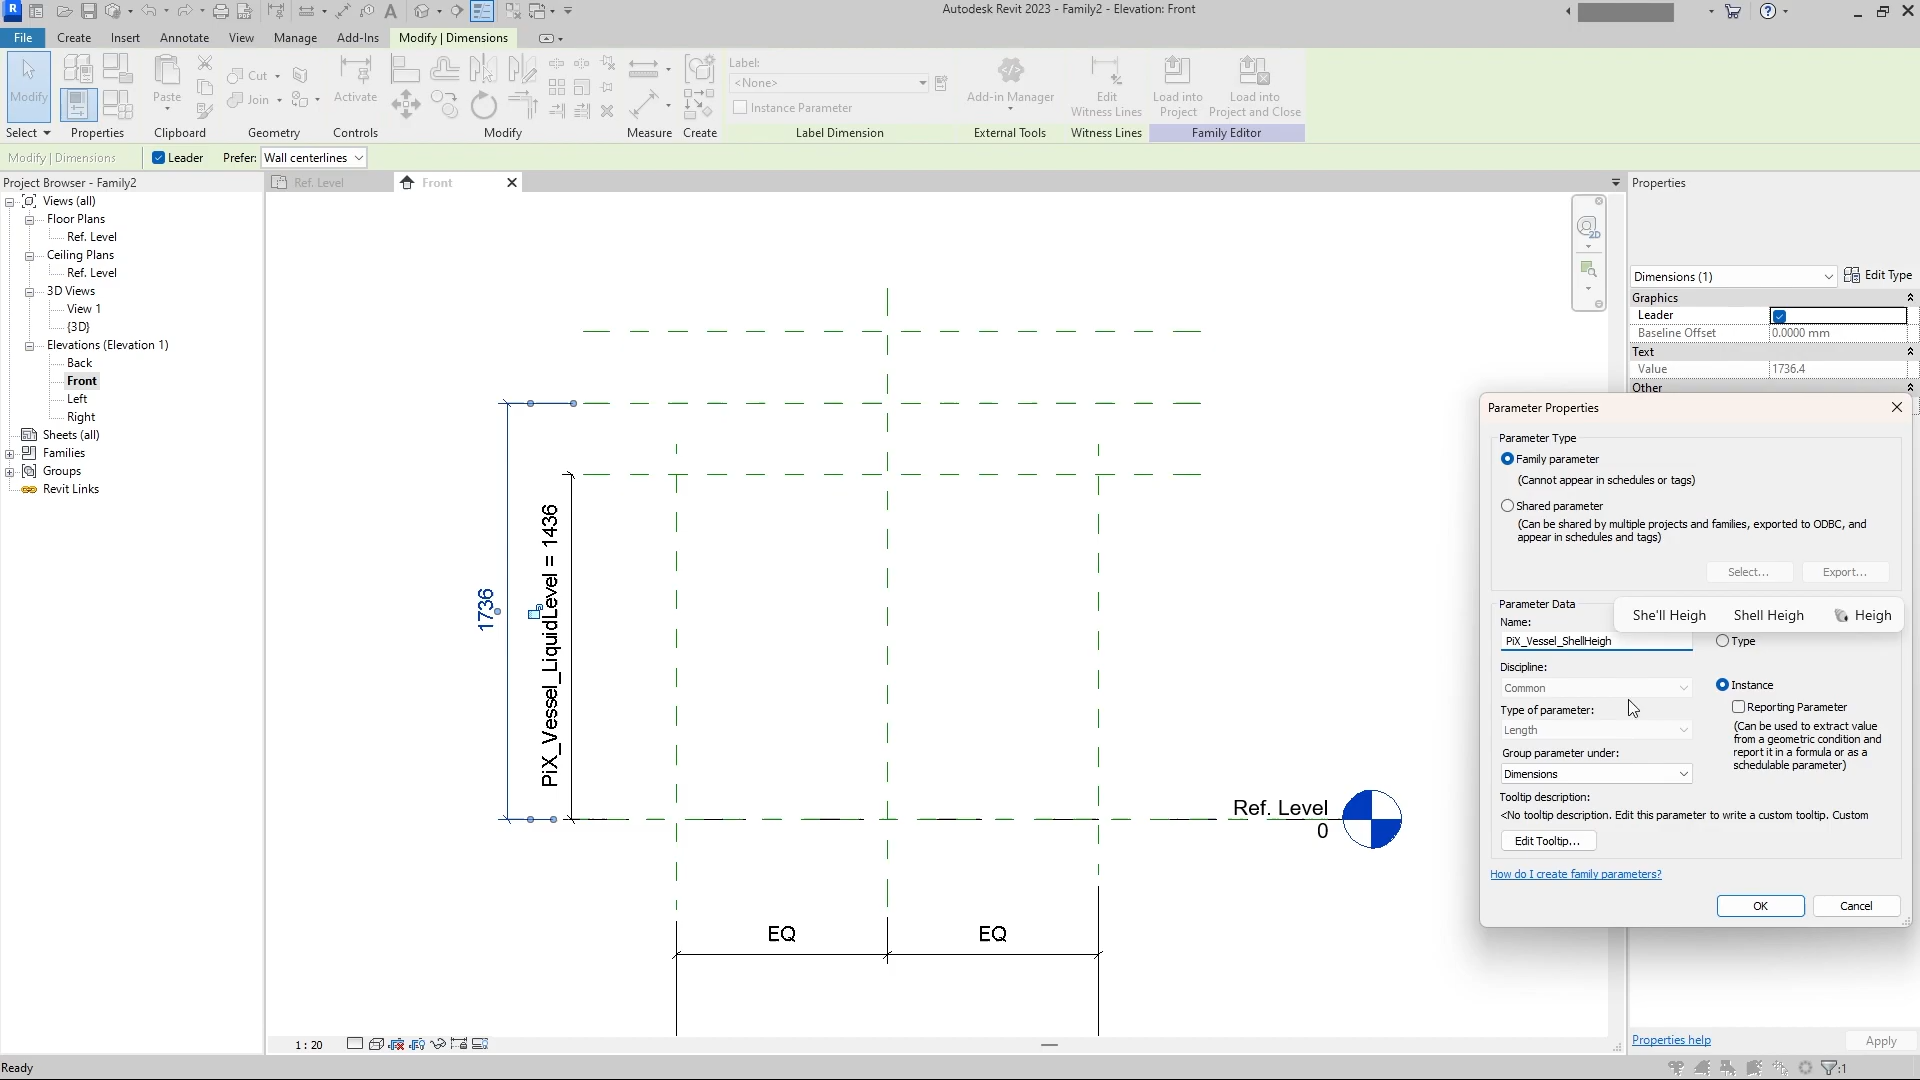 Autodesk Revit 2023 - Family2 - Elevation: Front
File Create Insert Annotate View Manage Add-Ins Modify | Dimensions
Modify
Select
Properties
Paste
Clipboard
Cut
Join
Geometry
Activate
Controls
Modify
Measure
Create
Label:
<None>
Instance Parameter
Label Dimension
Add-in Manager
External Tools
Edit
Witness Lines
Witness Lines
Load into
Project
Load into
Project and Close
Family Editor
Modify | Dimensions
Leader
Prefer:
Wall centerlines
Project Browser - Family2
Views (all)
Floor Plans
Ref. Level
Ceiling Plans
Ref. Level
3D Views
View 1
{3D}
Elevations (Elevation 1)
Back
Front
Left
Right
Sheets (all)
Families
Groups
Revit Links
Ref. Level
Front
2D
1736
PiX_Vessel_LiquidLevel = 1436
Ref. Level
0
EQ
EQ
1 : 20
Properties
Dimensions (1)
Edit Type
Graphics
Leader
Baseline Offset 0.0000 mm
Text
Value 1736.4
Other
Parameter Properties
Parameter Type
Family parameter
(Cannot appear in schedules or tags)
Shared parameter
(Can be shared by multiple projects and families, exported to ODBC, and
appear in schedules and tags)
Select...
Export...
Parameter Data
She'll Heigh
Shell Heigh
Heigh
Name:
PiX_Vessel_ShellHeigh
Type
Discipline:
Common
Instance
Type of parameter:
Reporting Parameter
Length
(Can be used to extract value
from a geometric condition and
report it in a formula or as a
schedulable parameter)
Group parameter under:
Dimensions
Tooltip description:
<No tooltip description. Edit this parameter to write a custom tooltip. Custom
Edit Tooltip...
How do I create family parameters?
OK
Cancel
Properties help
Apply
Ready
:1